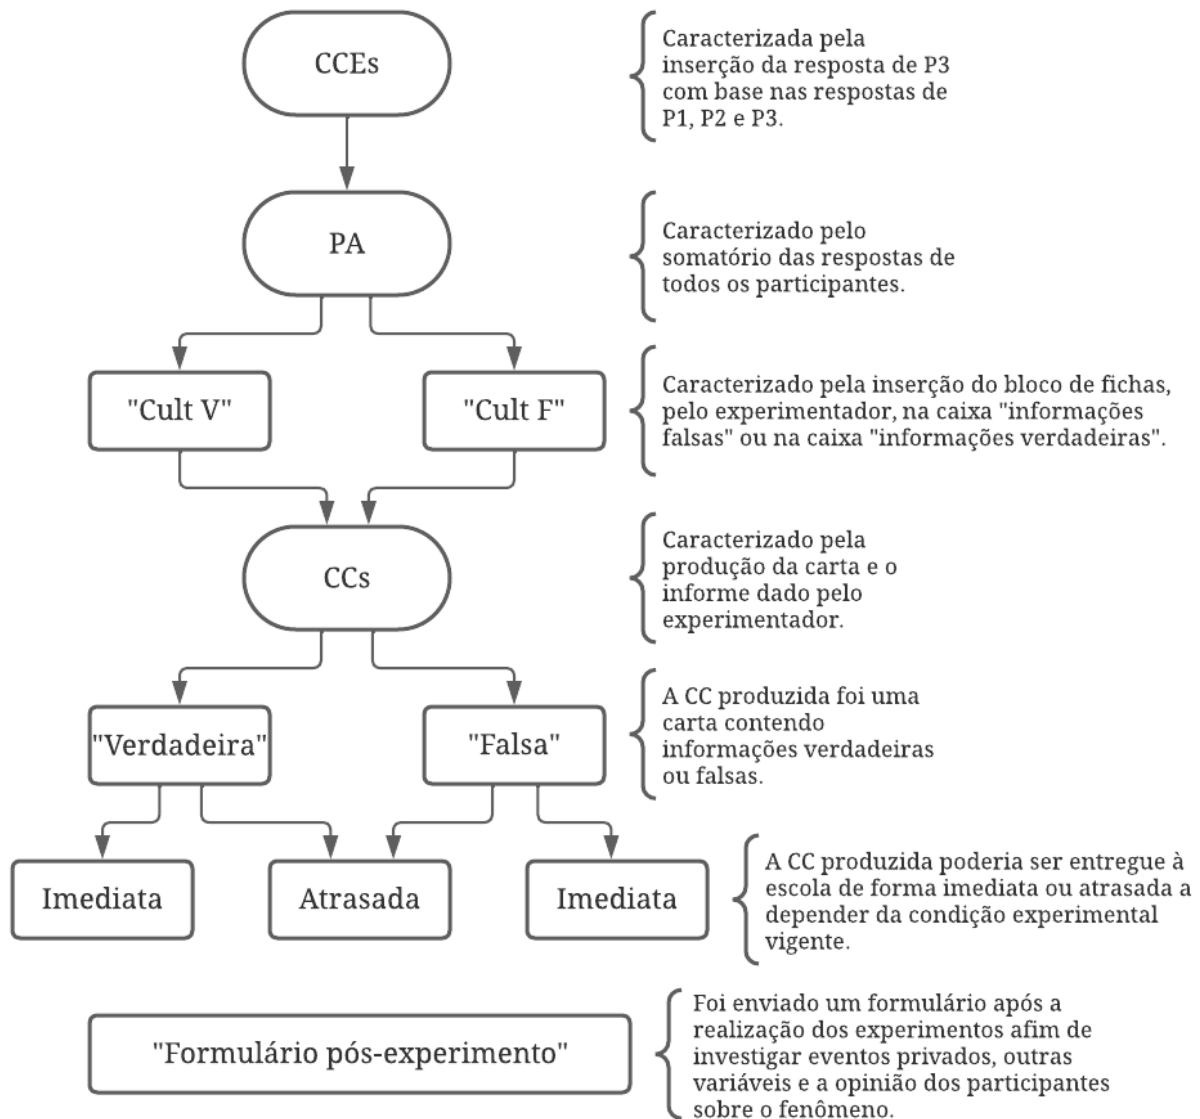 CCEs
Caracterizada pela
inserção da resposta de P3
com base nas respostas de
P1, P2 e P3.
PA
Caracterizado pelo
somatório das respostas de
todos os participantes.
"Cult V"
"Cult F"
Caracterizado pela inserção do bloco de fichas,
pelo experimentador, na caixa "informações
falsas" ou na caixa "informações verdadeiras".
CCs
Caracterizado pela
produção da carta e o
informe dado pelo
experimentador.
"Verdadeira"
"Falsa"
A CC produzida foi uma
carta contendo
informações verdadeiras
ou falsas.
Imediata
Atrasada
Imediata
A CC produzida poderia ser entregue à
escola de forma imediata ou atrasada a
depender da condição experimental
vigente.
"Formulário pós-experimento"
Foi enviado um formulário após a
realização dos experimentos afim de
investigar eventos privados, outras
variáveis e a opinião dos participantes
sobre o fenômeno.